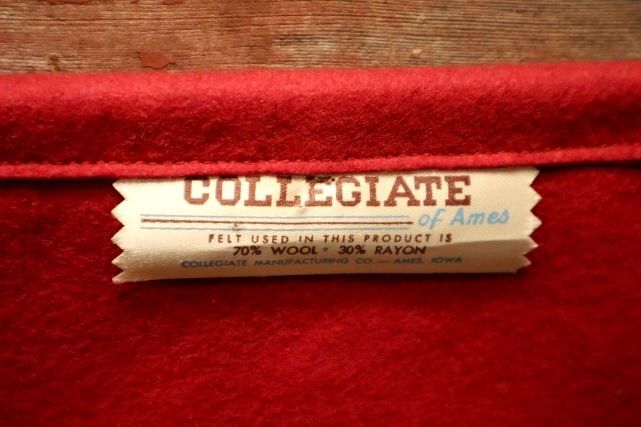 COLLEGIATE
of Ames
FELT USED IN THIS PRODUCT IS
70% WOOL - 30% RAYON
COLLEGIATE MANUFACTURING CO. — AMES, IOWA